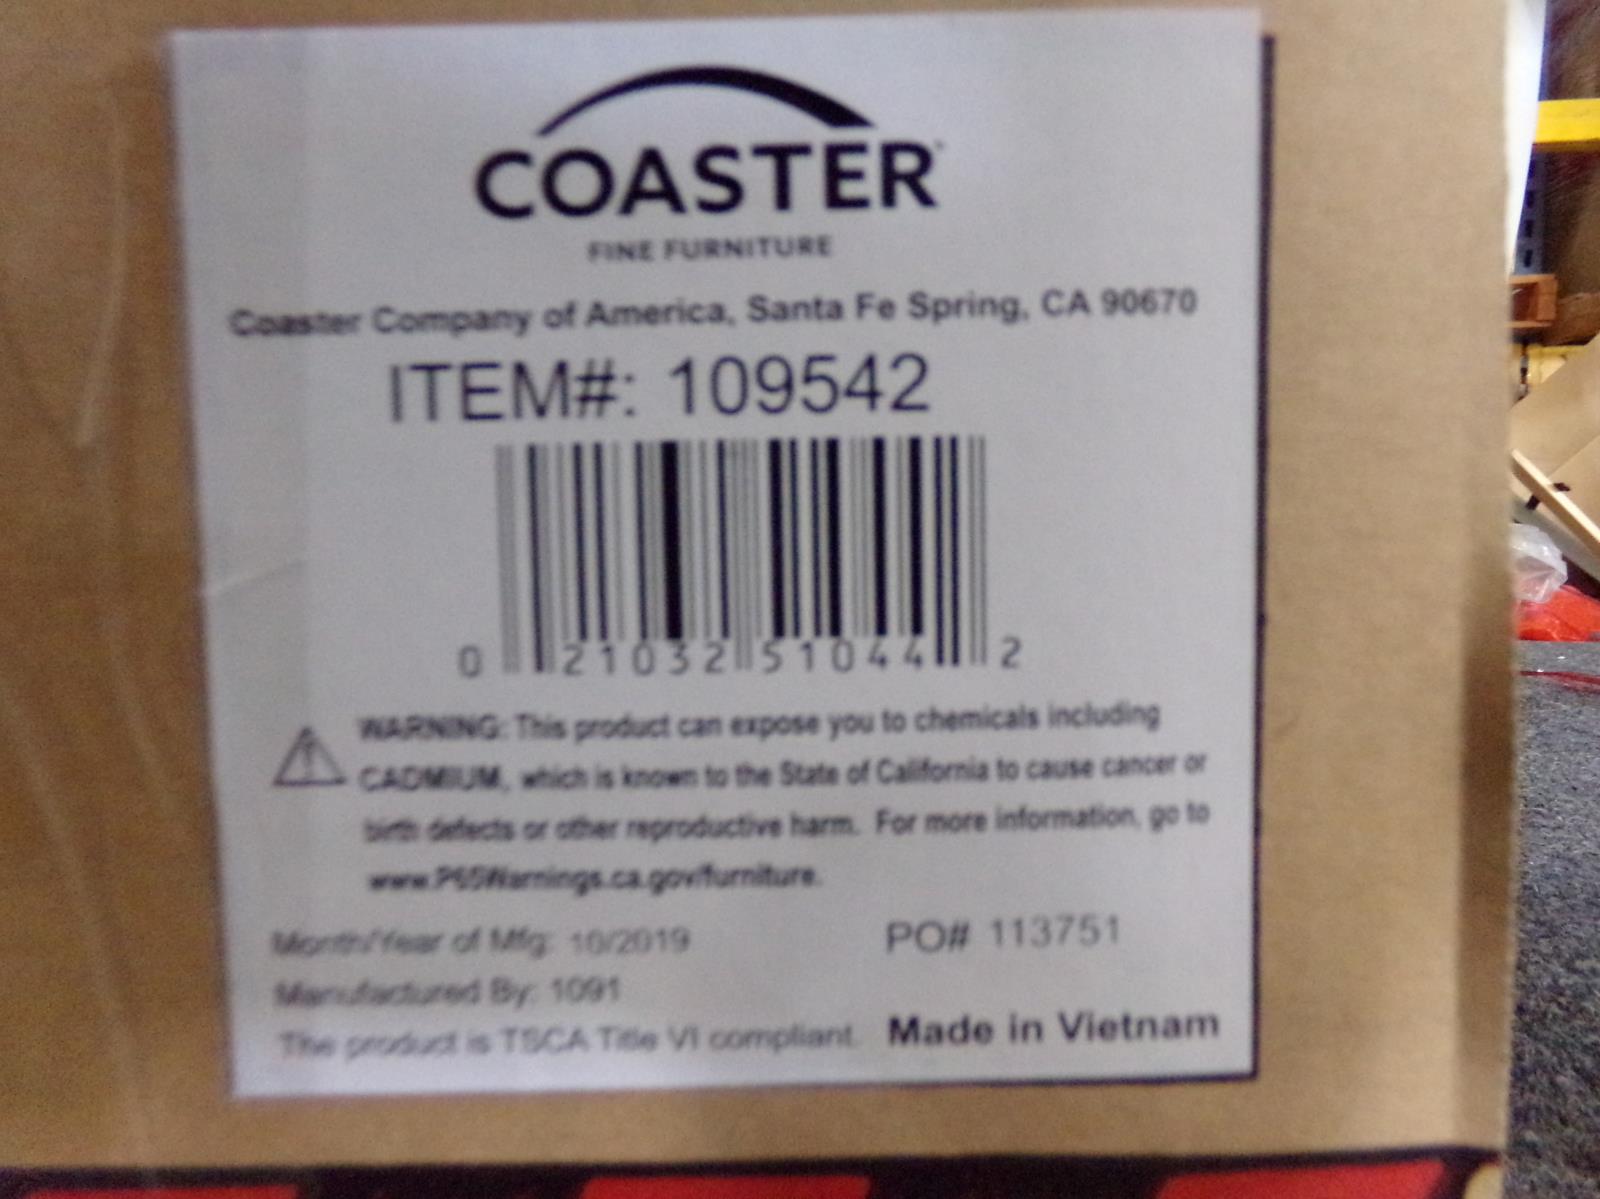 COASTER
FINE FURNITURE
Coaster Company of America, Santa Fe Spring, CA 90670
ITEM#: 109542
0 21032 51044 2
WARNING: This product can expose you to chemicals including
CADMIUM, which is known to the State of California to cause cancer or
birth defects or other reproductive harm. For more information, go to
www.P65Warnings.ca.gov/furniture.
Month/Year of Mfg: 10/2019 PO# 113751
Manufactured By: 1091
The product is TSCA Title VI compliant. Made in Vietnam